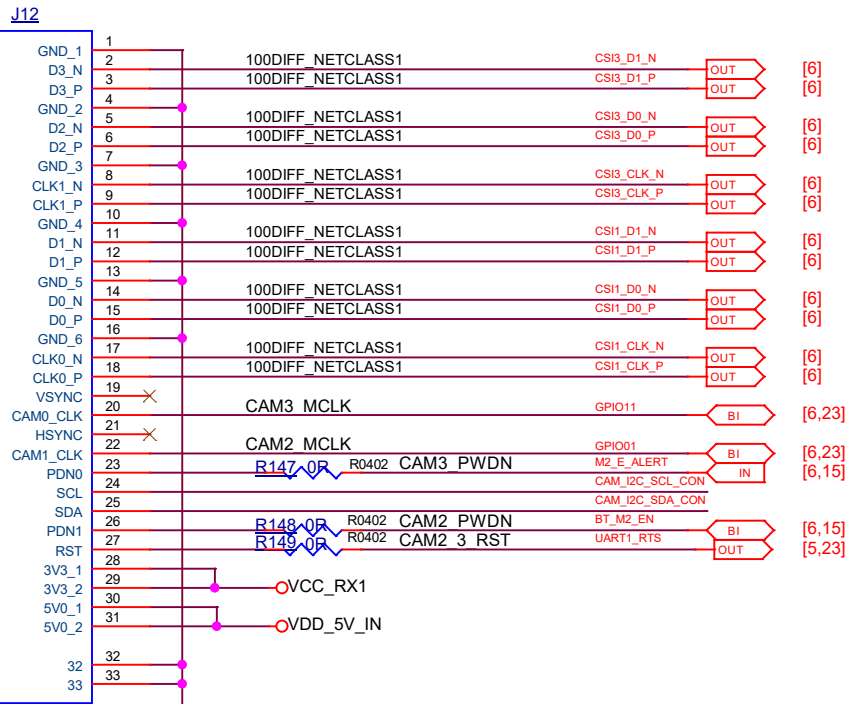 J12
GND_1 1
D3_N 2 100DIFF_NETCLASS1 CSI3_D1_N OUT [6]
D3_P 3 CSI3_D1_P OUT [6]
GND_2 4
D2_N 5 100DIFF_NETCLASS1 CSI3_D0_N OUT [6]
D2_P 6 100DIFF_NETCLASS1 CSI3_D0_P OUT [6]
GND_3 7
CLK1_N 8 100DIFF_NETCLASS1 CSI3_CLK_N OUT [6]
CLK1_P 9 100DIFF_NETCLASS1 CSI3_CLK_P OUT [6]
GND_4 10
D1_N 11 100DIFF_NETCLASS1 CSI1_D1_N OUT [6]
D1_P 12 100DIFF_NETCLASS1 CSI1_D1_P OUT [6]
GND_5 13
D0_N 14 100DIFF_NETCLASS1 CSI1_D0_N OUT [6]
D0_P 15 100DIFF_NETCLASS1 CSI1_D0_P OUT [6]
GND_6 16
CLK0_N 17 100DIFF_NETCLASS1 CSI1_CLK_N OUT [6]
CLK0_P 18 100DIFF_NETCLASS1 CSI1_CLK_P OUT [6]
VSYNC 19
CAM0_CLK 20 CAM3_MCLK GPIO11 BI [6,23]
HSYNC 21
CAM1_CLK 22 CAM2_MCLK GPIO01 BI [6,23]
PDN0 23 R147 0R R0402 CAM3_PWDN M2_E_ALERT IN [6,15]
SCL 24 CAM_I2C_SCL_CON
SDA 25 CAM_I2C_SDA_CON
PDN1 26 R148 0R R0402 CAM2_PWDN BT_M2_EN BI [6,15]
RST 27 R149 0R R0402 CAM2_3_RST UART1_RTS OUT [5,23]
3V3_1 28
3V3_2 29 VCC_RX1
5V0_1 30
5V0_2 31 VDD_5V_IN
32 32
33 33